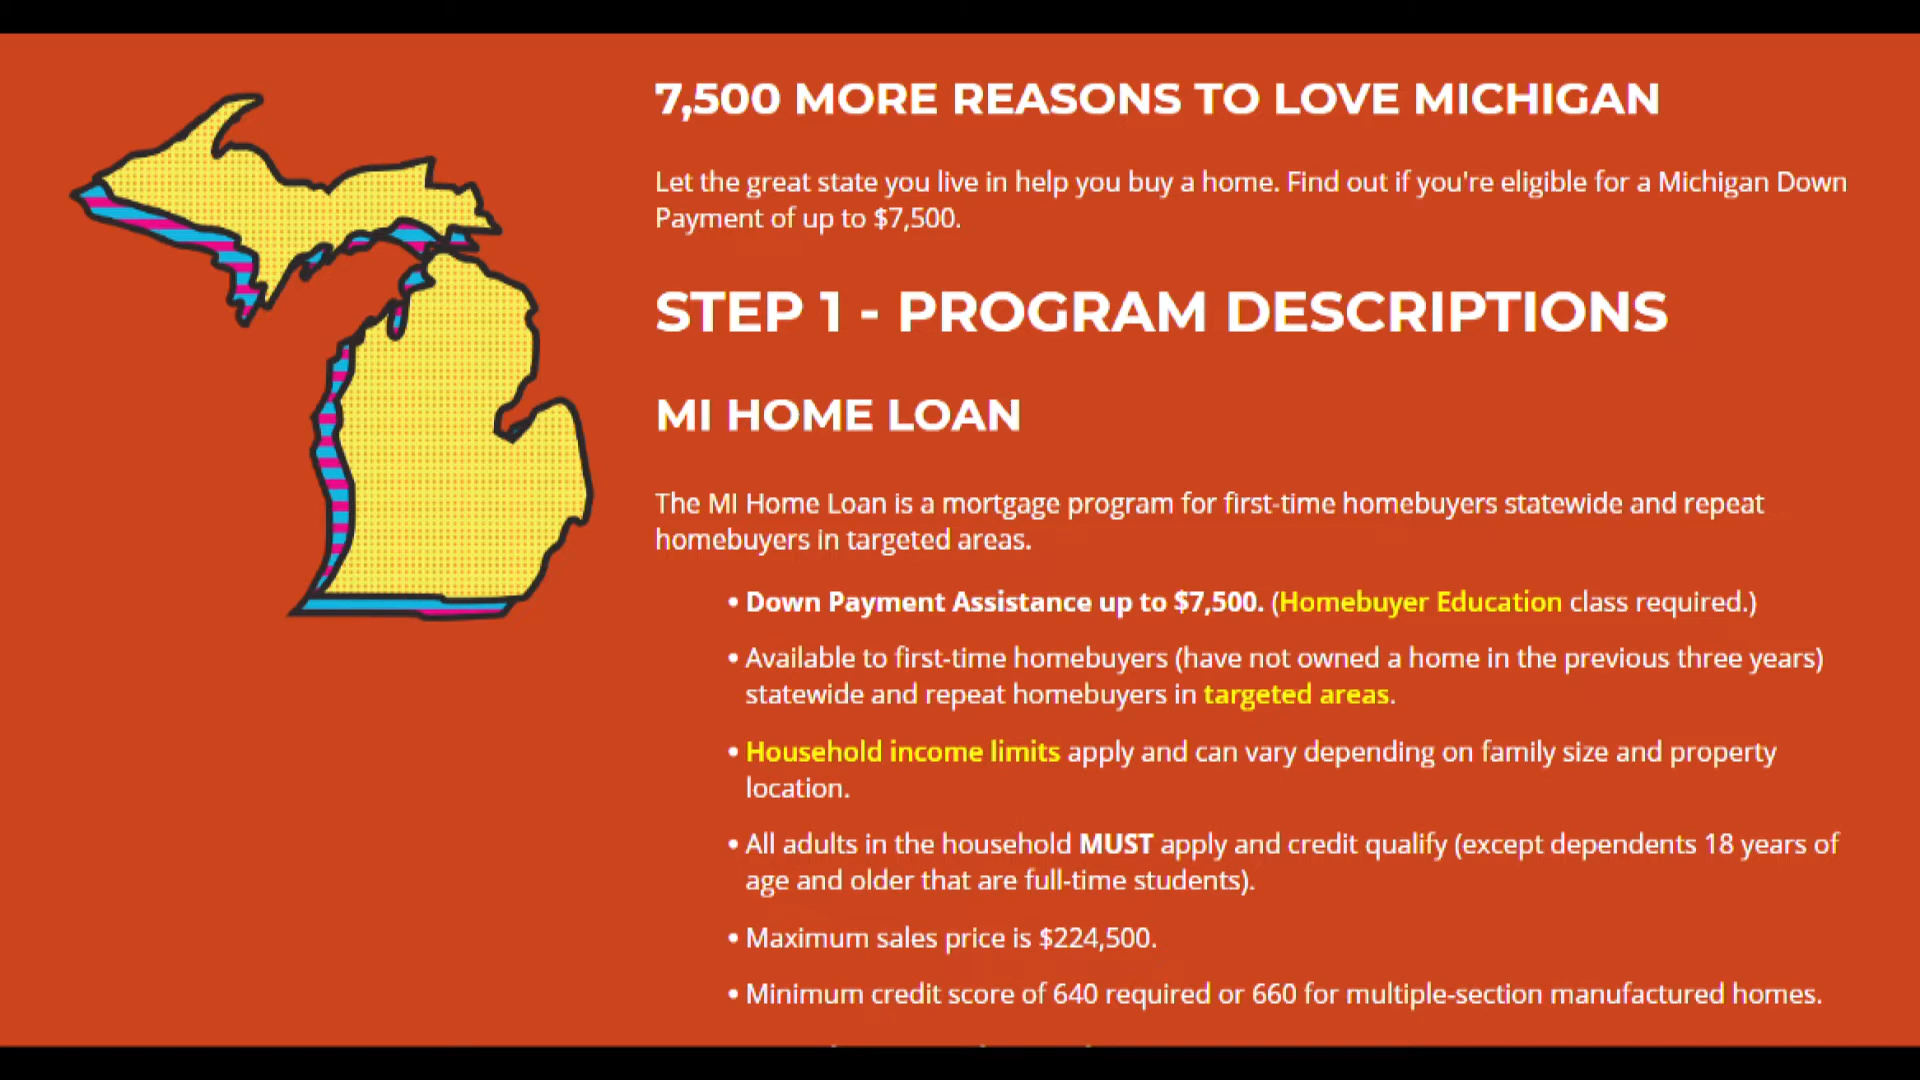 7,500 MORE REASONS TO LOVE MICHIGAN
Let the great state you live in help you buy a home. Find out if you're eligible for a Michigan Down
Payment of up to $7,500.
STEP 1 - PROGRAM DESCRIPTIONS
MI HOME LOAN
The MI Home Loan is a mortgage program for first-time homebuyers statewide and repeat
homebuyers in targeted areas.
• Down Payment Assistance up to $7,500. (Homebuyer Education class required.)
• Available to first-time homebuyers (have not owned a home in the previous three years)
statewide and repeat homebuyers in targeted areas.
• Household income limits apply and can vary depending on family size and property
location.
• All adults in the household MUST apply and credit qualify (except dependents 18 years of
age and older that are full-time students).
• Maximum sales price is $224,500.
• Minimum credit score of 640 required or 660 for multiple-section manufactured homes.